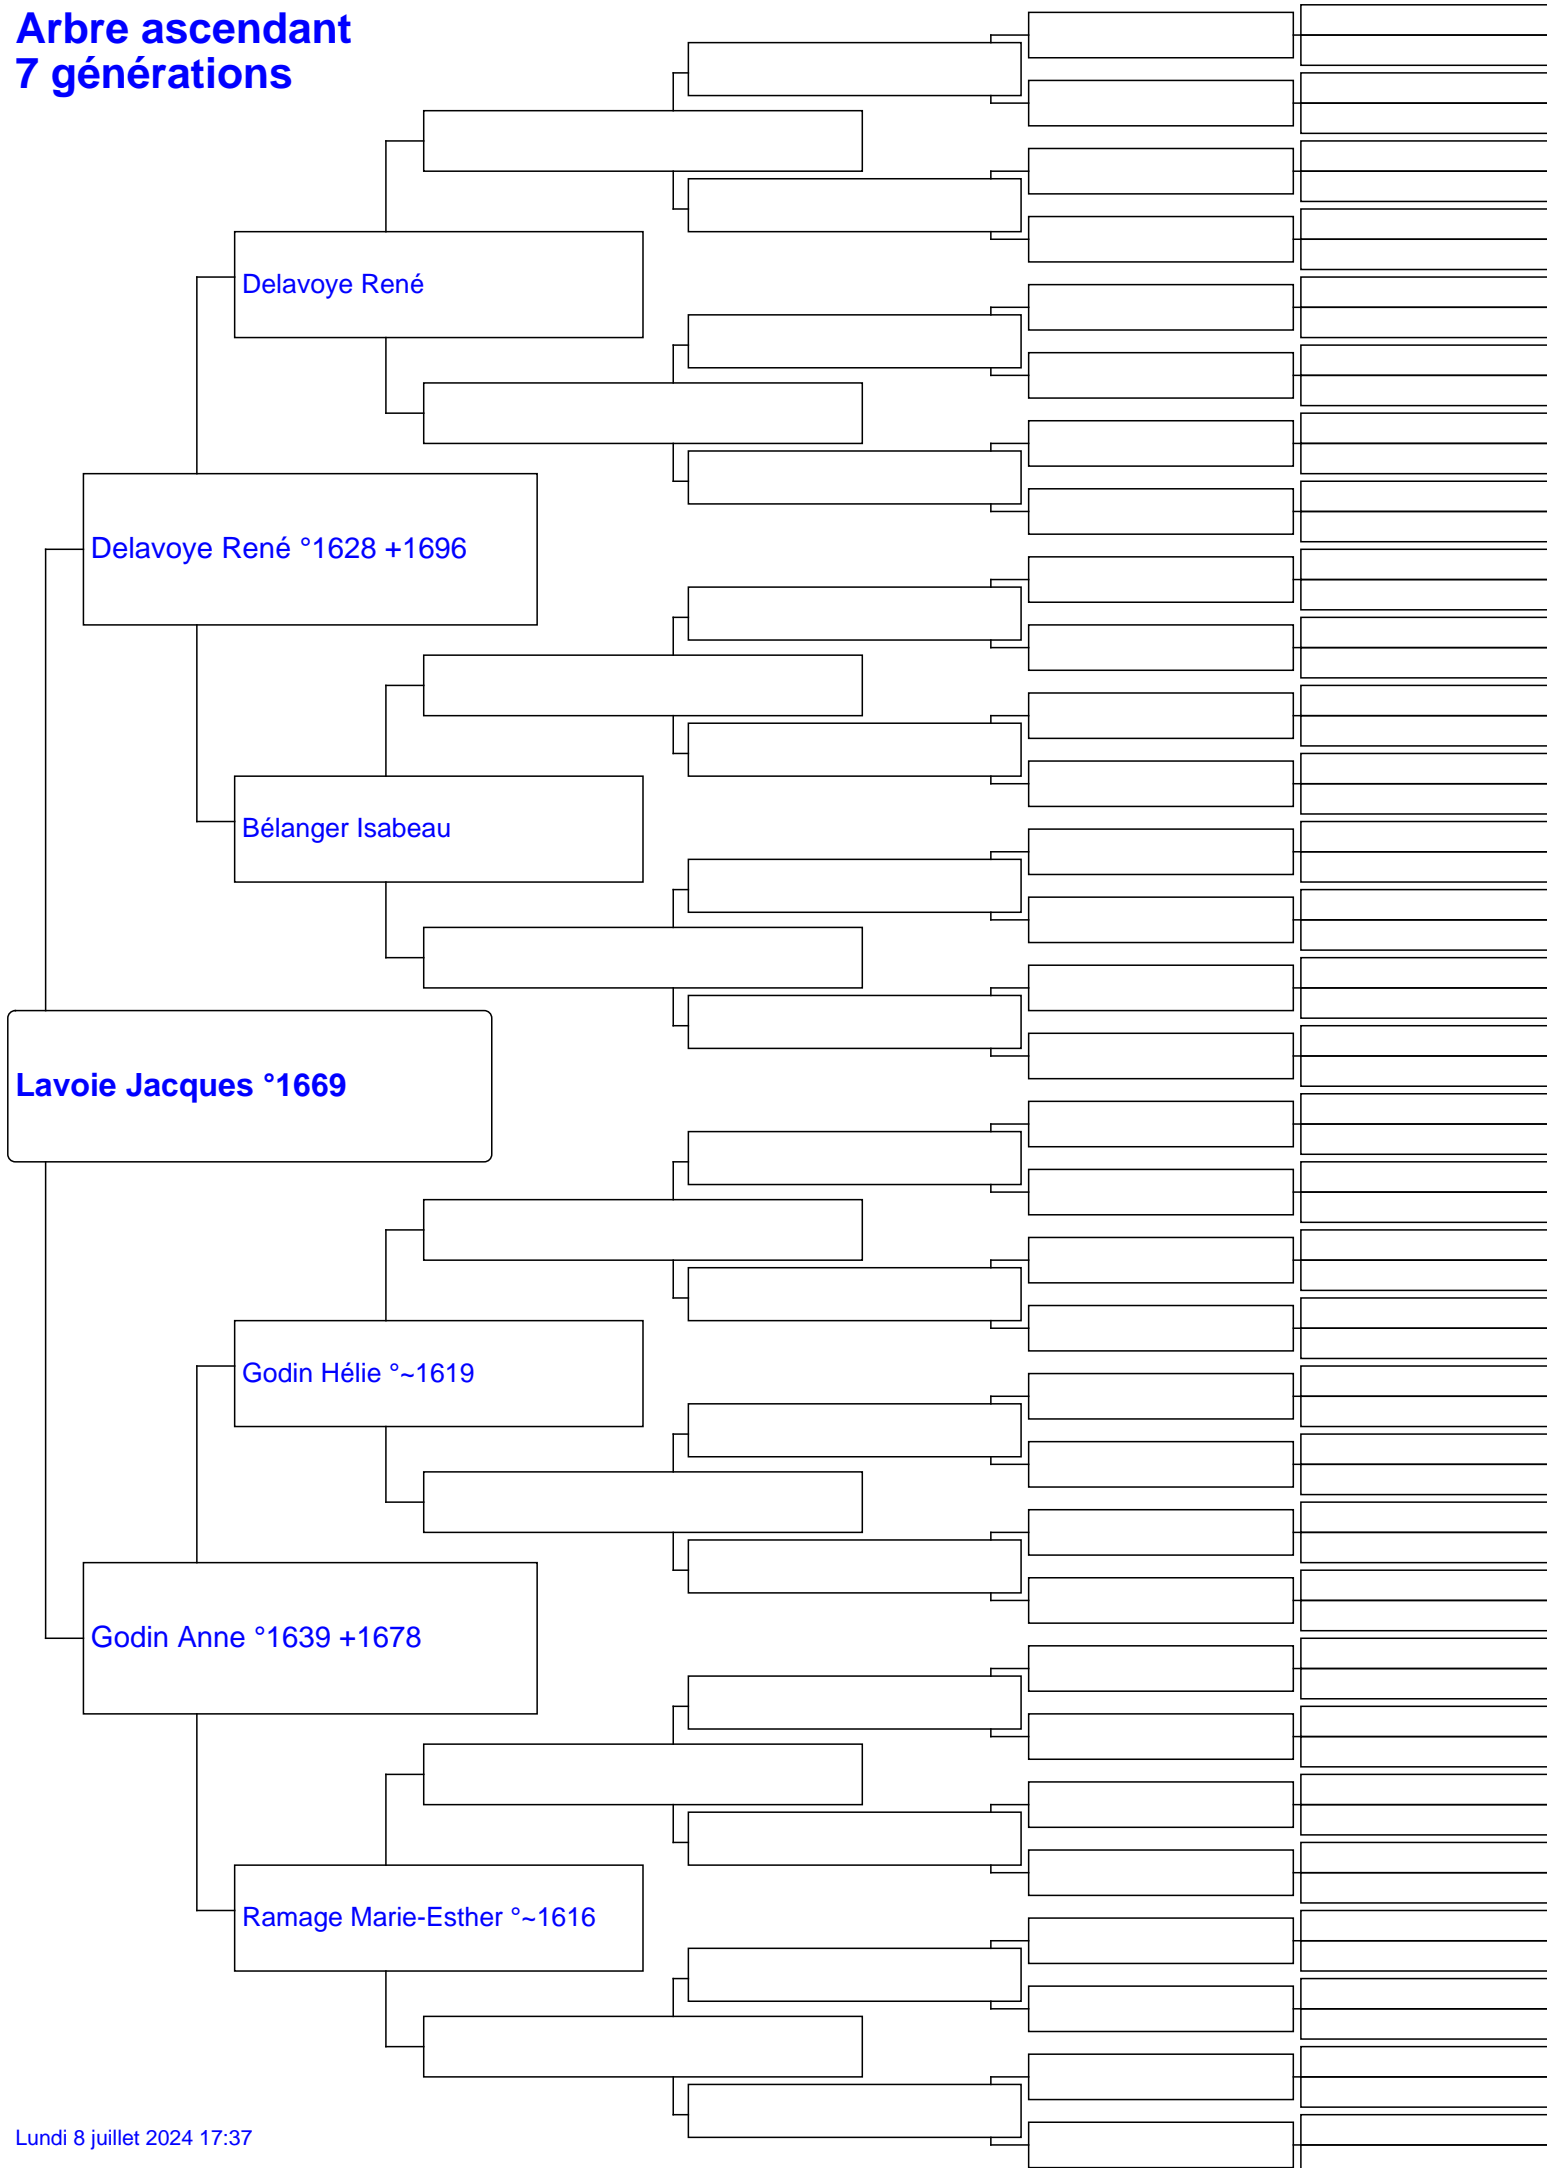 Arbre ascendant
7 générations
Delavoye René
Delavoye René °1628 +1696
Bélanger Isabeau
Lavoie Jacques °1669
Godin Hélie °~1619
Godin Anne °1639 +1678
Ramage Marie-Esther °~1616
Lundi 8 juillet 2024 17:37